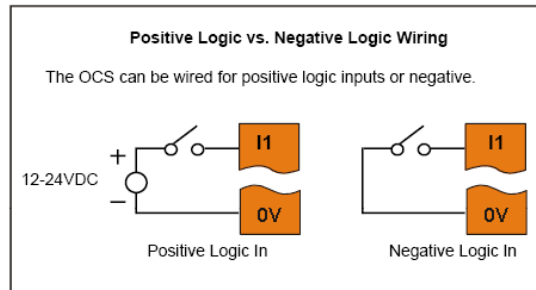 Positive Logic vs. Negative Logic Wiring
The OCS can be wired for positive logic inputs or negative.
+
12-24VDC
–
I1
0V
Positive Logic In
I1
0V
Negative Logic In